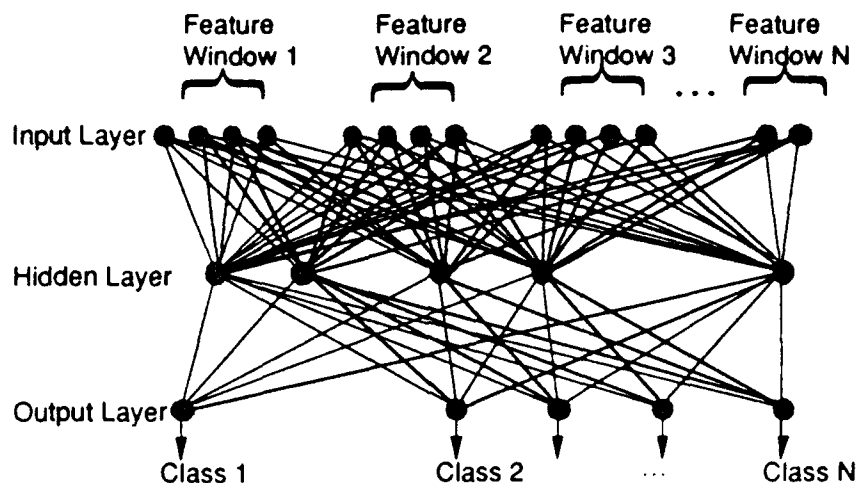 Feature Window 1
Feature Window 2
Feature Window 3
...
Feature Window N
Input Layer
Hidden Layer
Output Layer
Class 1
Class 2
...
Class N